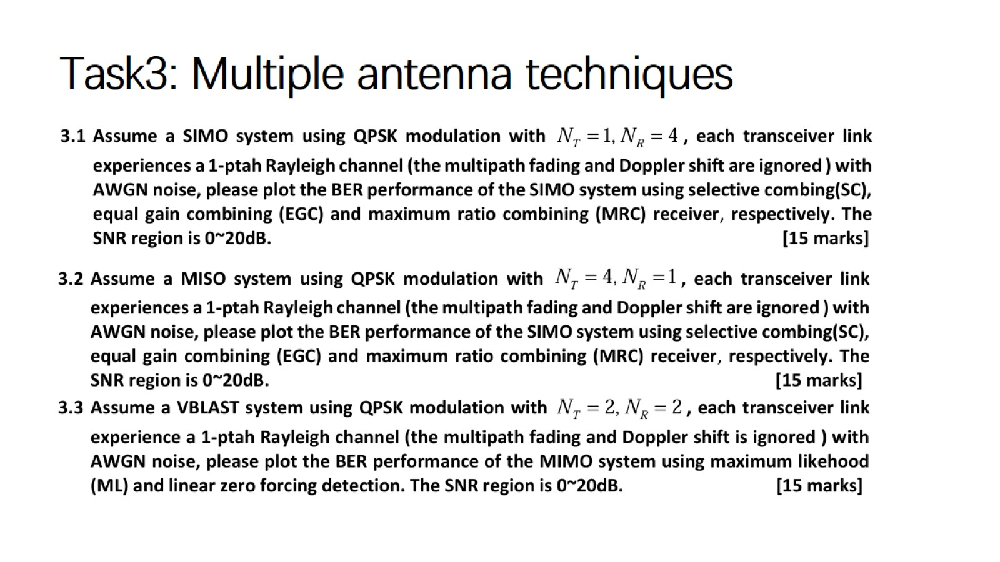 Task3: Multiple antenna techniques
3.1 Assume a SIMO system using QPSK modulation with N_T = 1, N_R = 4 , each transceiver link
experiences a 1-ptah Rayleigh channel (the multipath fading and Doppler shift are ignored ) with
AWGN noise, please plot the BER performance of the SIMO system using selective combing(SC),
equal gain combining (EGC) and maximum ratio combining (MRC) receiver, respectively. The
SNR region is 0~20dB. [15 marks]
3.2 Assume a MISO system using QPSK modulation with N_T = 4, N_R = 1 , each transceiver link
experiences a 1-ptah Rayleigh channel (the multipath fading and Doppler shift are ignored ) with
AWGN noise, please plot the BER performance of the SIMO system using selective combing(SC),
equal gain combining (EGC) and maximum ratio combining (MRC) receiver, respectively. The
SNR region is 0~20dB. [15 marks]
3.3 Assume a VBLAST system using QPSK modulation with N_T = 2, N_R = 2 , each transceiver link
experience a 1-ptah Rayleigh channel (the multipath fading and Doppler shift is ignored ) with
AWGN noise, please plot the BER performance of the MIMO system using maximum likehood
(ML) and linear zero forcing detection. The SNR region is 0~20dB. [15 marks]